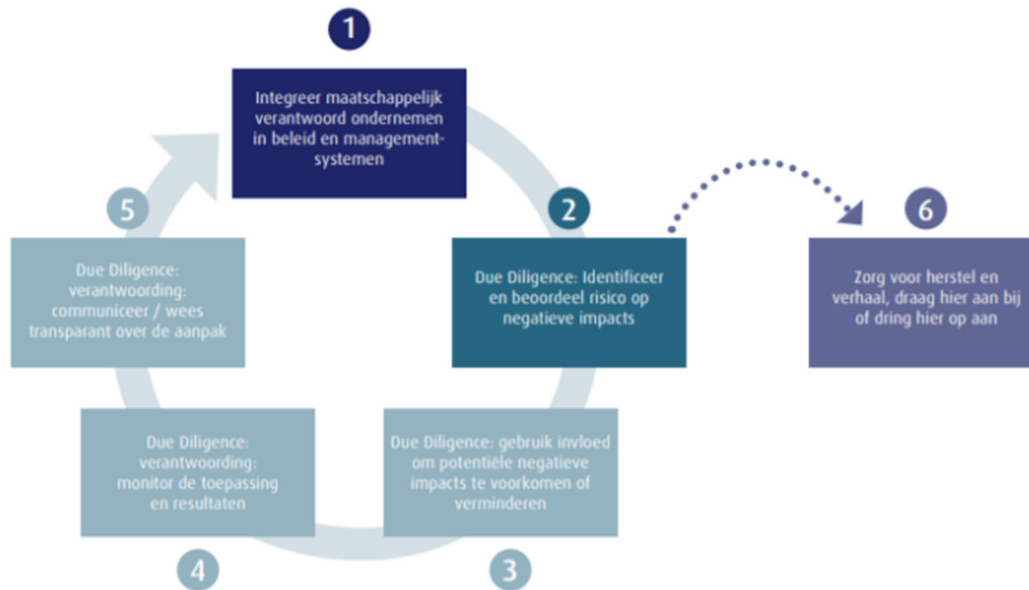 1
Integreer maatschappelijk
verantwoord ondernemen
in beleid en management-
systemen
2
Due Diligence: Identificeer
en beoordeel risico op
negatieve impacts
3
Due Diligence: gebruik invloed
om potentiële negatieve
impacts te voorkomen of
verminderen
4
Due Diligence:
verantwoording:
monitor de toepassing
en resultaten
5
Due Diligence:
verantwoording:
communiceer / wees
transparant over de aanpak
6
Zorg voor herstel en
verhaal, draag hier aan bij
of dring hier op aan